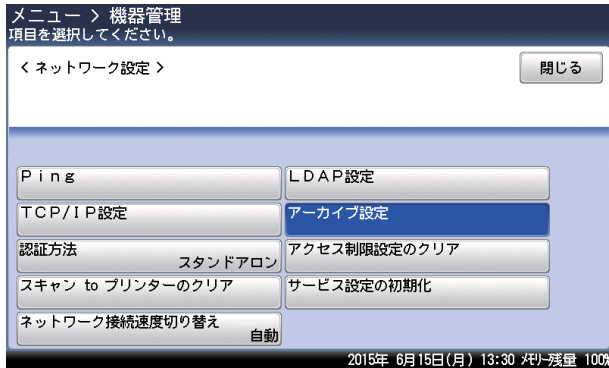 メニュー > 機器管理
項目を選択してください。
< ネットワーク設定 >
閉じる
Ｐｉｎｇ
ＬＤＡＰ設定
ＴＣＰ/ＩＰ設定
アーカイブ設定
認証方法
スタンドアロン
アクセス制限設定のクリア
スキャン to プリンターのクリア
サービス設定の初期化
ネットワーク接続速度切り替え
自動
2015年 6月15日(月) 13:30 ﾒﾓﾘｰ残量 100%